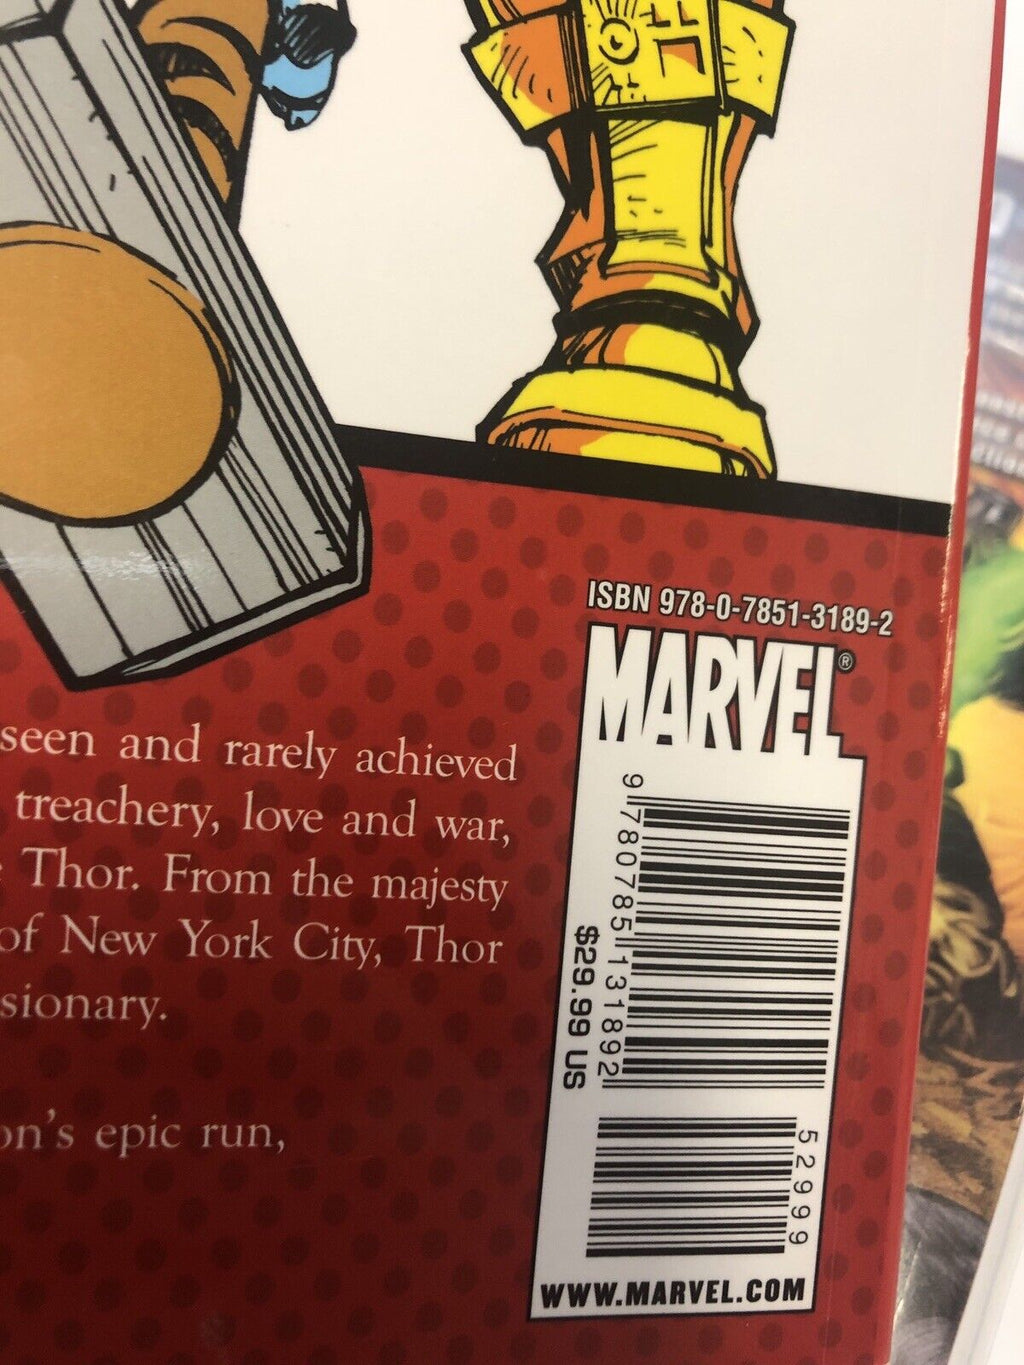 ISBN 978-0-7851-3189-2
MARVEL®
seen and rarely achieved
treachery, love and war,
Thor. From the majesty
of New York City, Thor
sionary.
on's epic run,
9 780785 131892
$29.99 US
52999
WWW.MARVEL.COM